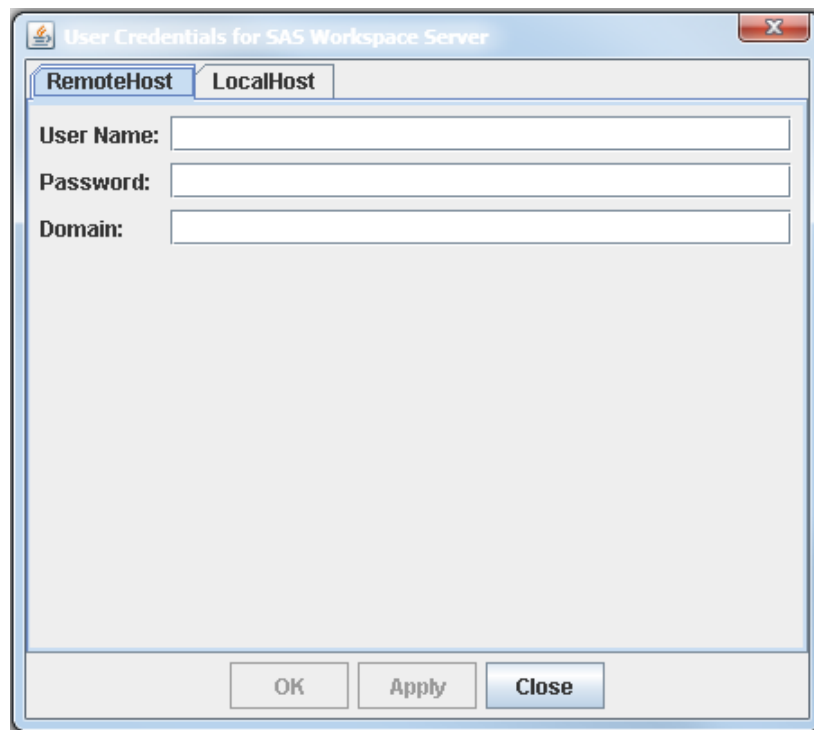 User Credentials for SAS Workspace Server
RemoteHost LocalHost
User Name:
Password:
Domain:
OK Apply Close